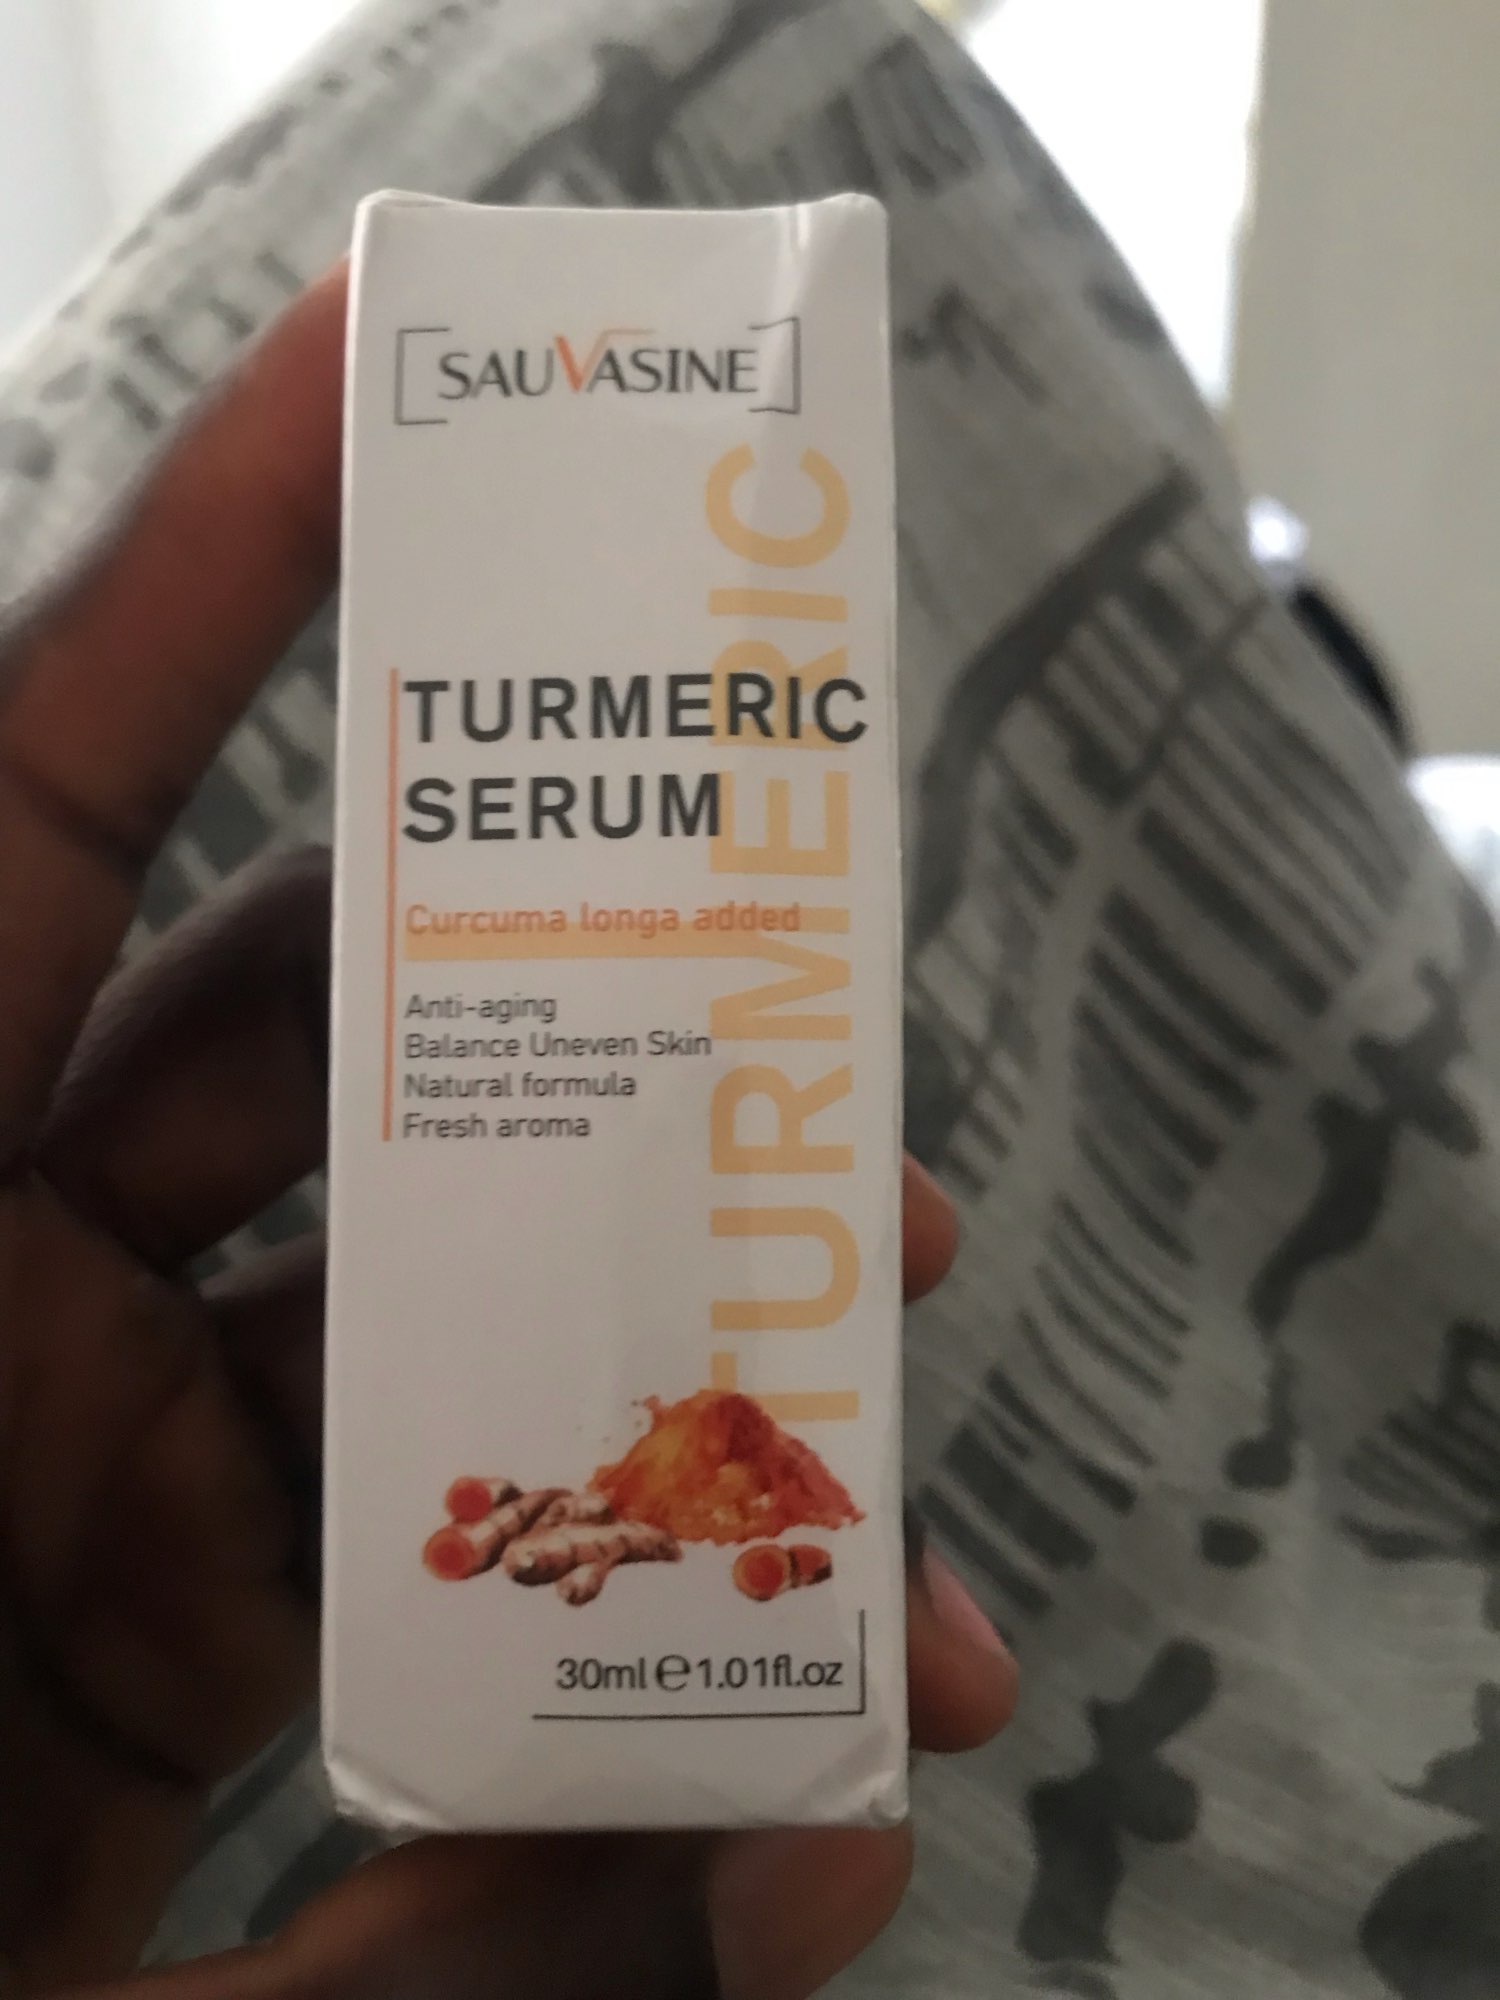 [SAUVASINE]
TURMERIC
TURMERIC
SERUM
Curcuma longa added
Anti-aging
Balance Uneven Skin
Natural formula
Fresh aroma
30ml℮1.01fl.oz